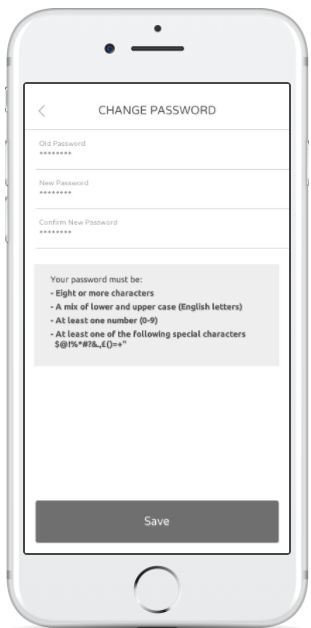 CHANGE PASSWORD
Old Password
********
New Password
********
Confirm New Password
********
Your password must be:
- Eight or more characters
- A mix of lower and upper case (English letters)
- At least one number (0-9)
- At least one of the following special characters
$@!%*#?&.,£()=+"
Save